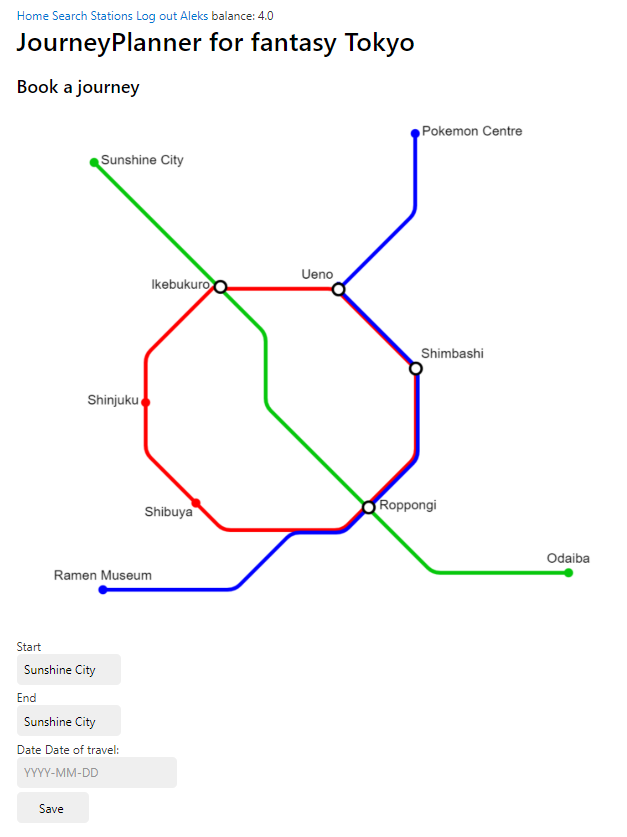 Home Search Stations Log out Aleks balance: 4.0
JourneyPlanner for fantasy Tokyo
Book a journey
Pokemon Centre
Sunshine City
Ueno
Ikebukuro
Shimbashi
Shinjuku
Roppongi
Shibuya
Odaiba
Ramen Museum
Start
Sunshine City
End
Sunshine City
Date Date of travel:
YYYY-MM-DD
Save